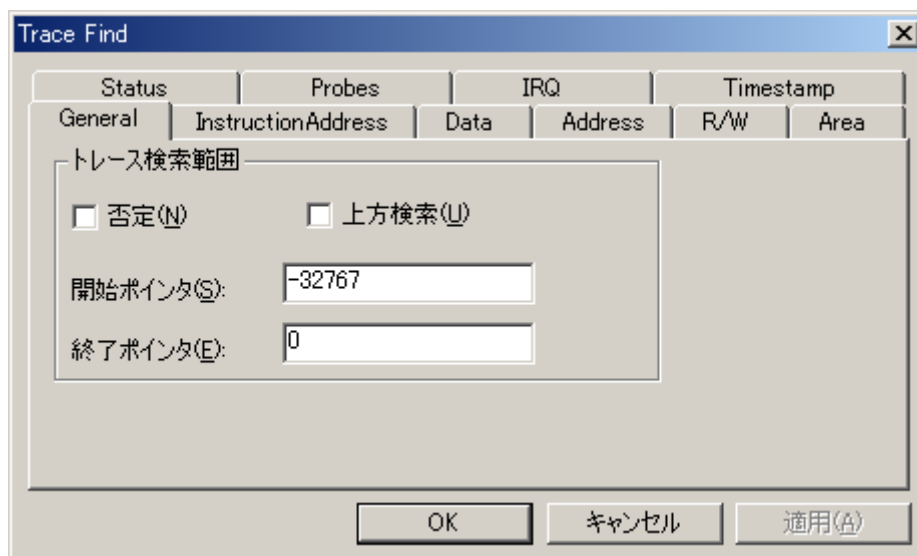 Trace Find
Status Probes IRQ Timestamp
General InstructionAddress Data Address R/W Area
トレース検索範囲
否定(N) 上方検索(U)
開始ポインタ(S): -32767
終了ポインタ(E): 0
OK キャンセル 適用(A)